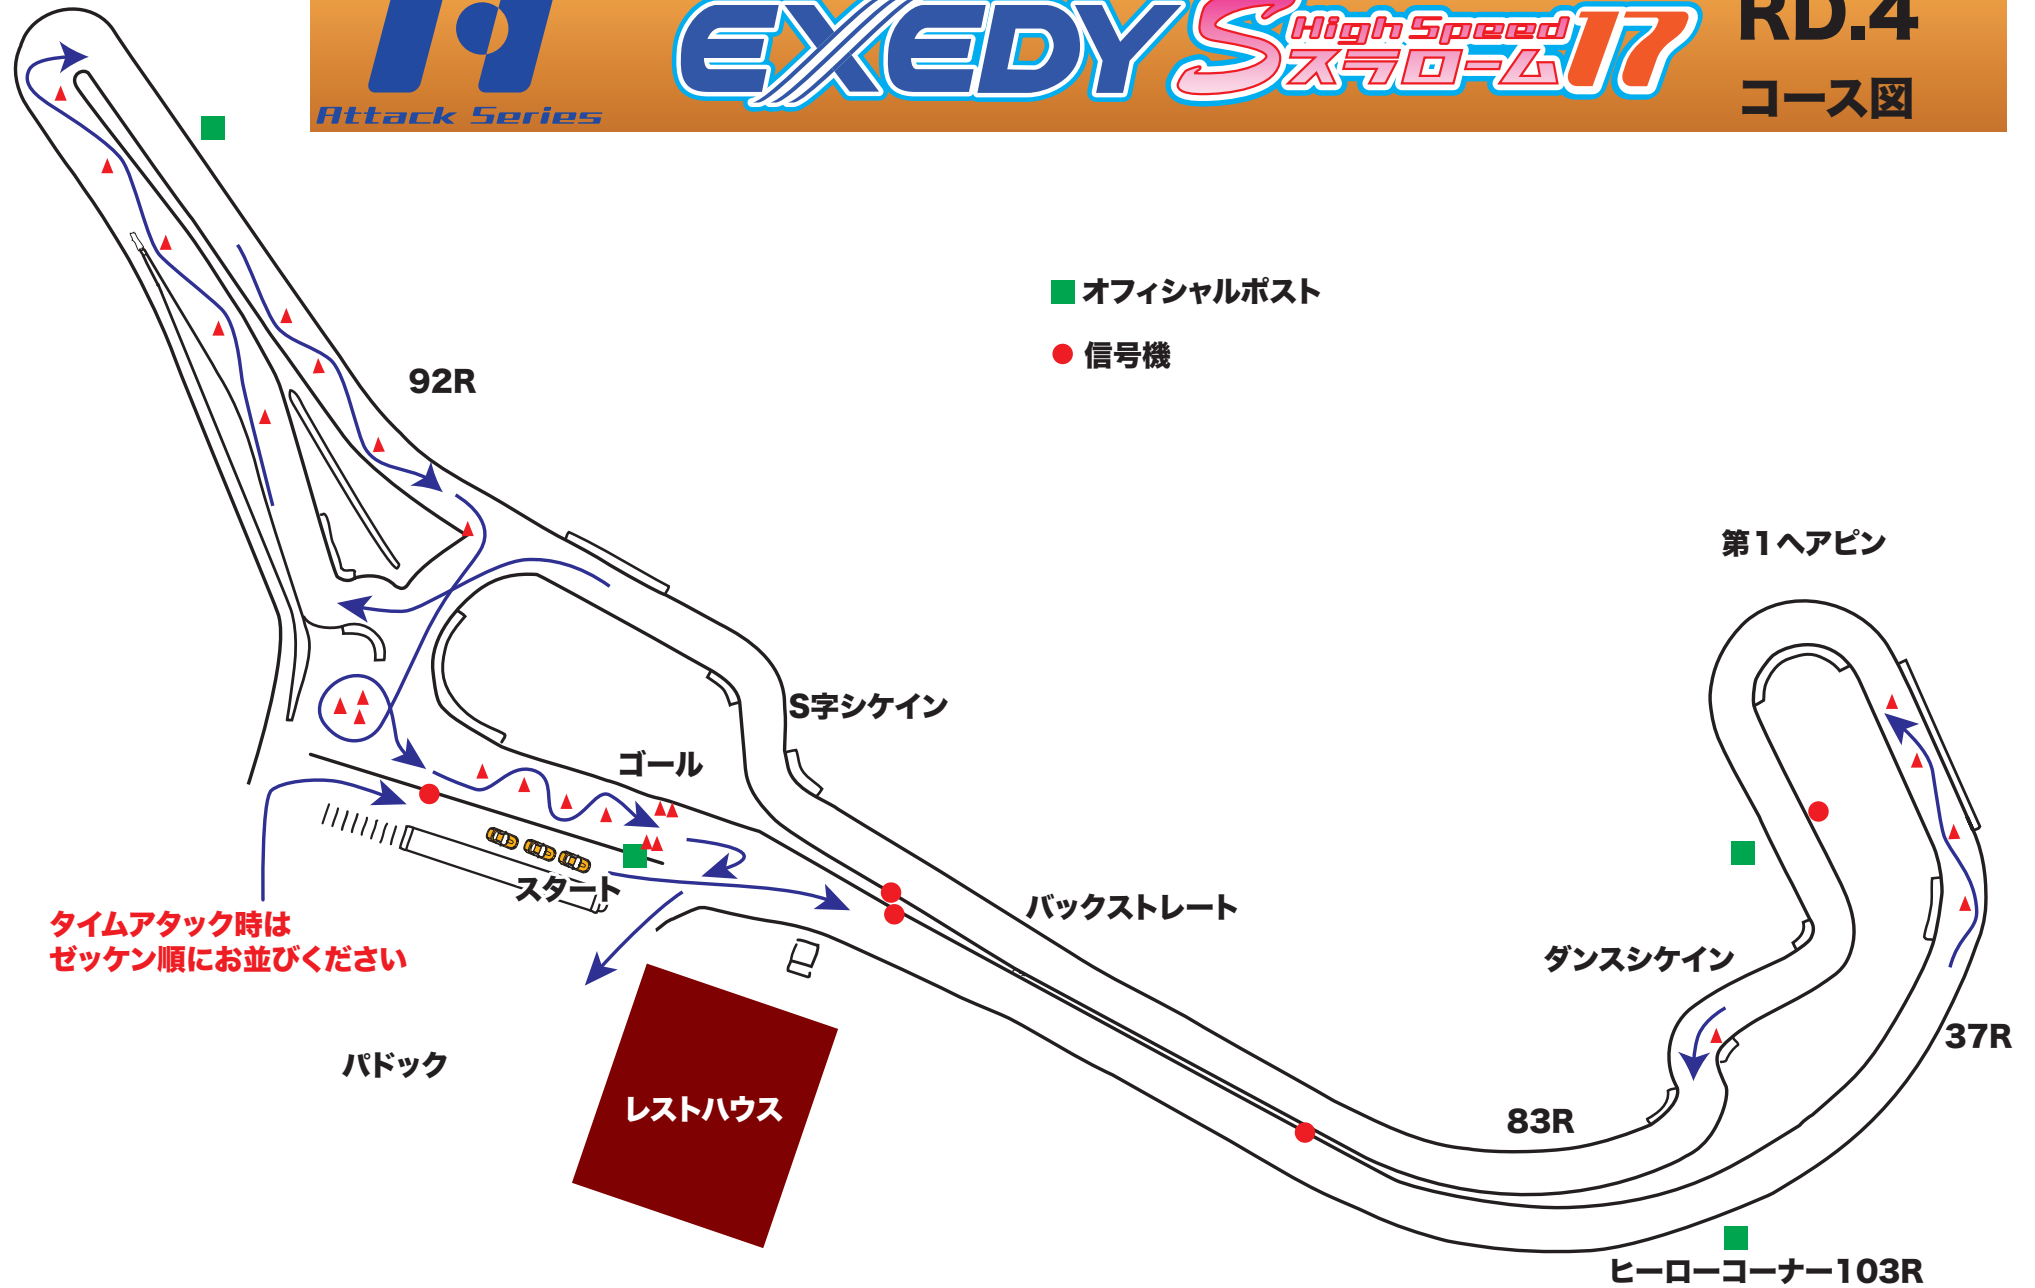 Attack Series
EXEDY High Speed スラローム 17
RD.4
コース図
オフィシャルポスト
信号機
92R
第1ヘアピン
S字シケイン
ゴール
スタート
バックストレート
タイムアタック時は
ゼッケン順にお並びください
ダンスシケイン
37R
パドック
レストハウス
83R
ヒーローコーナー103R